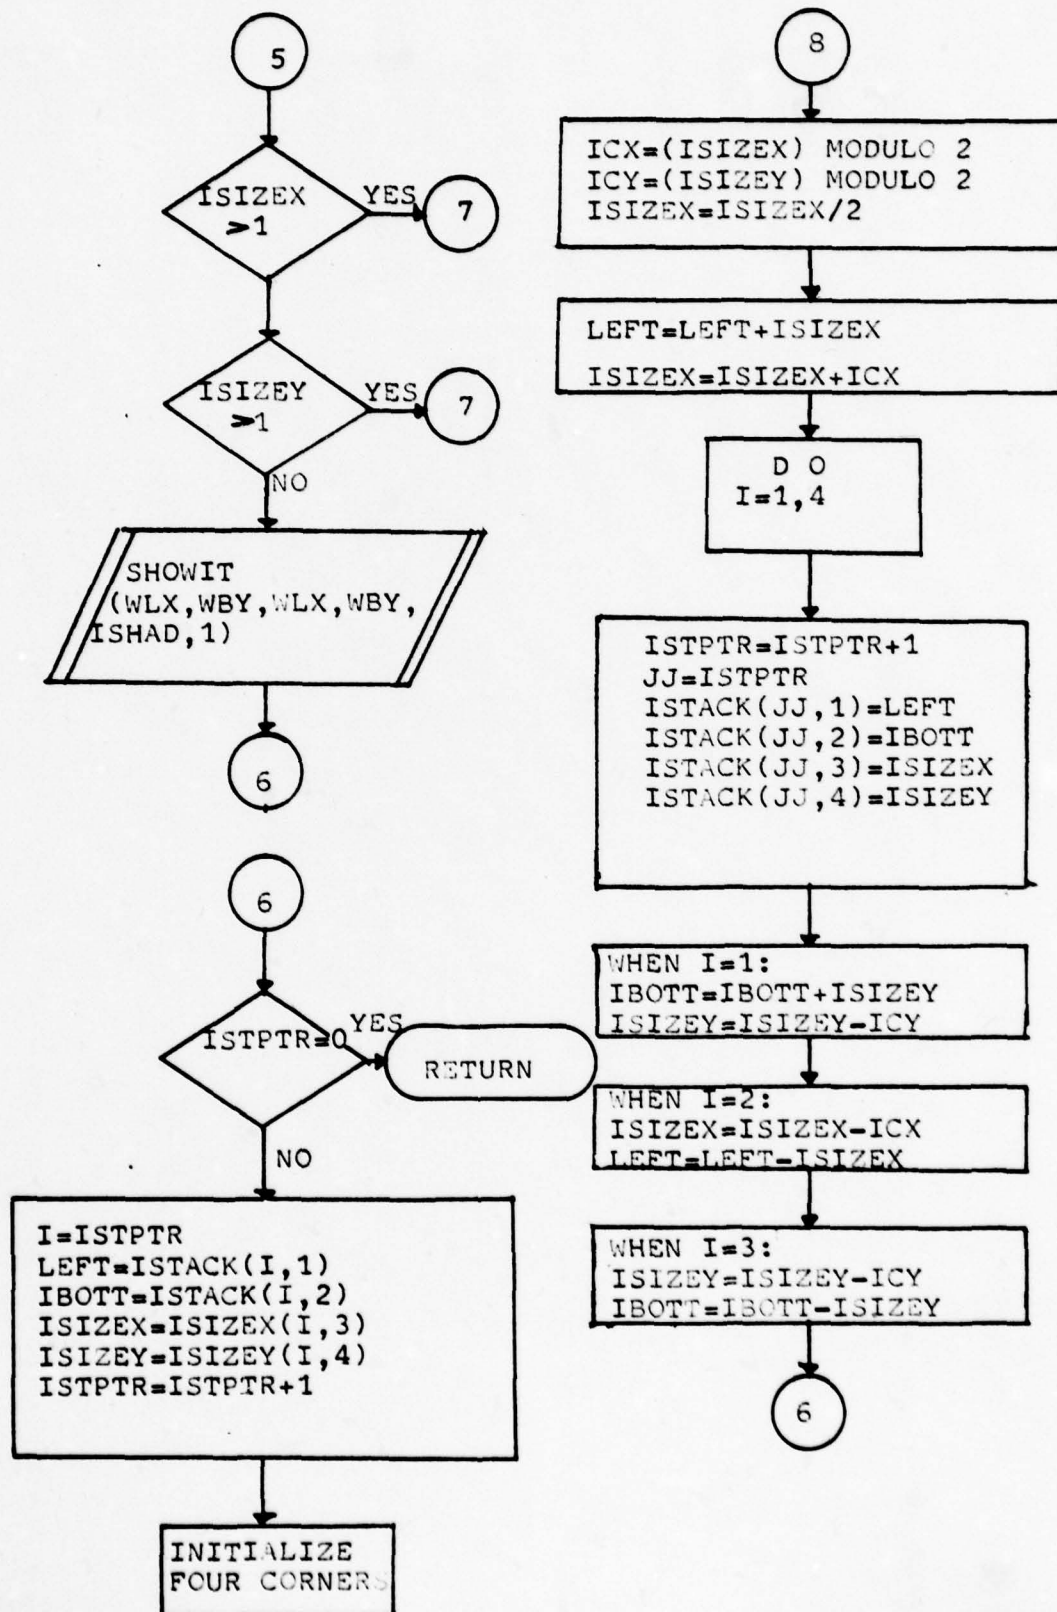 5
ISIZEX
>1
YES
7
ISIZEY
>1
YES
7
NO
SHOWIT
(WLX,WBY,WLX,WBY,
ISHAD,1)
6
6
ISTPTR=0
YES
RETURN
NO
I=ISTPTR
LEFT=ISTACK(I,1)
IBOTT=ISTACK(I,2)
ISIZEX=ISIZEX(I,3)
ISIZEY=ISIZEY(I,4)
ISTPTR=ISTPTR+1
INITIALIZE
FOUR CORNERS
8
ICX=(ISIZEX) MODULO 2
ICY=(ISIZEY) MODULO 2
ISIZEX=ISIZEX/2
LEFT=LEFT+ISIZEX
ISIZEX=ISIZEX+ICX
D O
I=1,4
ISTPTR=ISTPTR+1
JJ=ISTPTR
ISTACK(JJ,1)=LEFT
ISTACK(JJ,2)=IBOTT
ISTACK(JJ,3)=ISIZEX
ISTACK(JJ,4)=ISIZEY
WHEN I=1:
IBOTT=IBOTT+ISIZEY
ISIZEY=ISIZEY-ICY
WHEN I=2:
ISIZEX=ISIZEX-ICX
LEFT=LEFT-ISIZEX
WHEN I=3:
ISIZEY=ISIZEY-ICY
IBOTT=IBOTT-ISIZEY
6